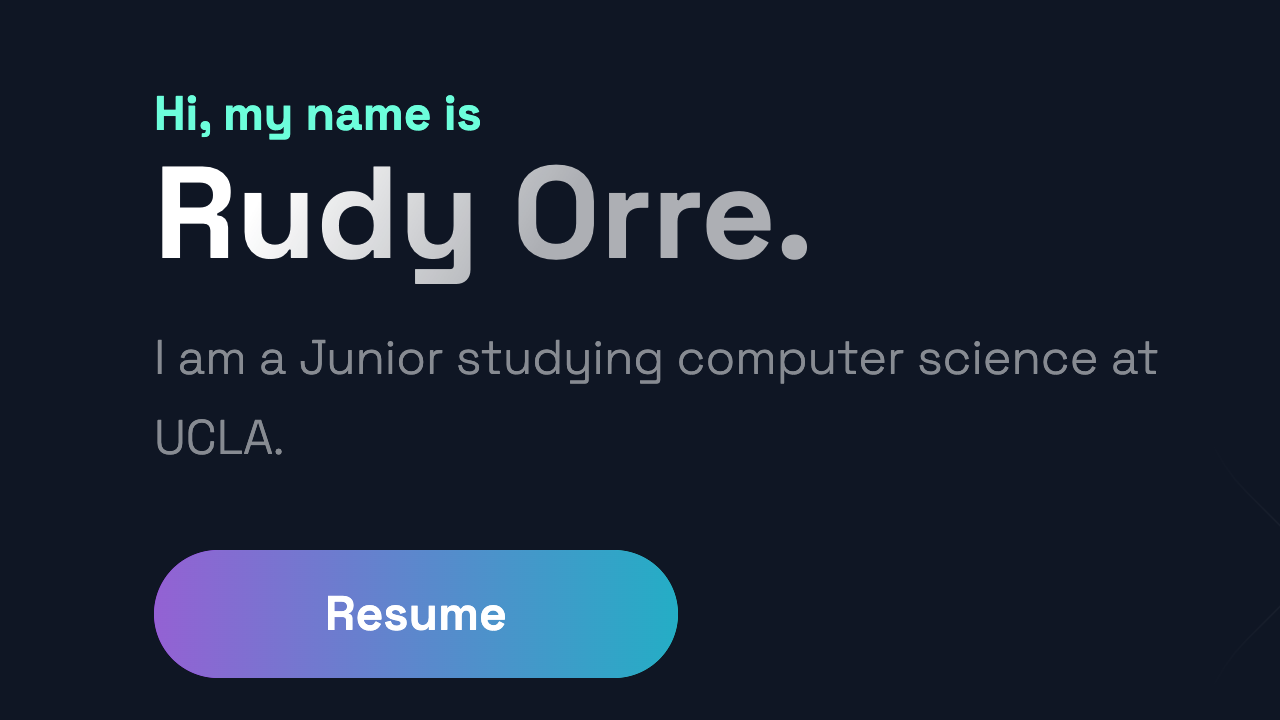 Hi, my name is
Rudy Orre.
I am a Junior studying computer science at
UCLA.
Resume